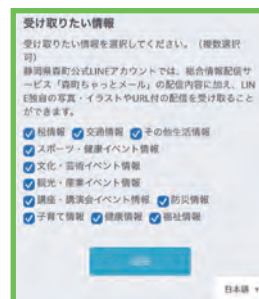 受け取りたい情報
受け取りたい情報を選択してください。（複数選択
可）
静岡県森町公式LINEアカウントでは、総合情報配信サ
ービス「森町ちゃっとメール」の配信内容に加え、LIN
E独自の写真・イラストやURL付の配信を受け取ること
ができます。
税情報 交通情報 その他生活情報
スポーツ・健康イベント情報
文化・芸術イベント情報
観光・産業イベント情報
講座・講演会イベント情報 防災情報
子育て情報 健康情報 福祉情報
日本語